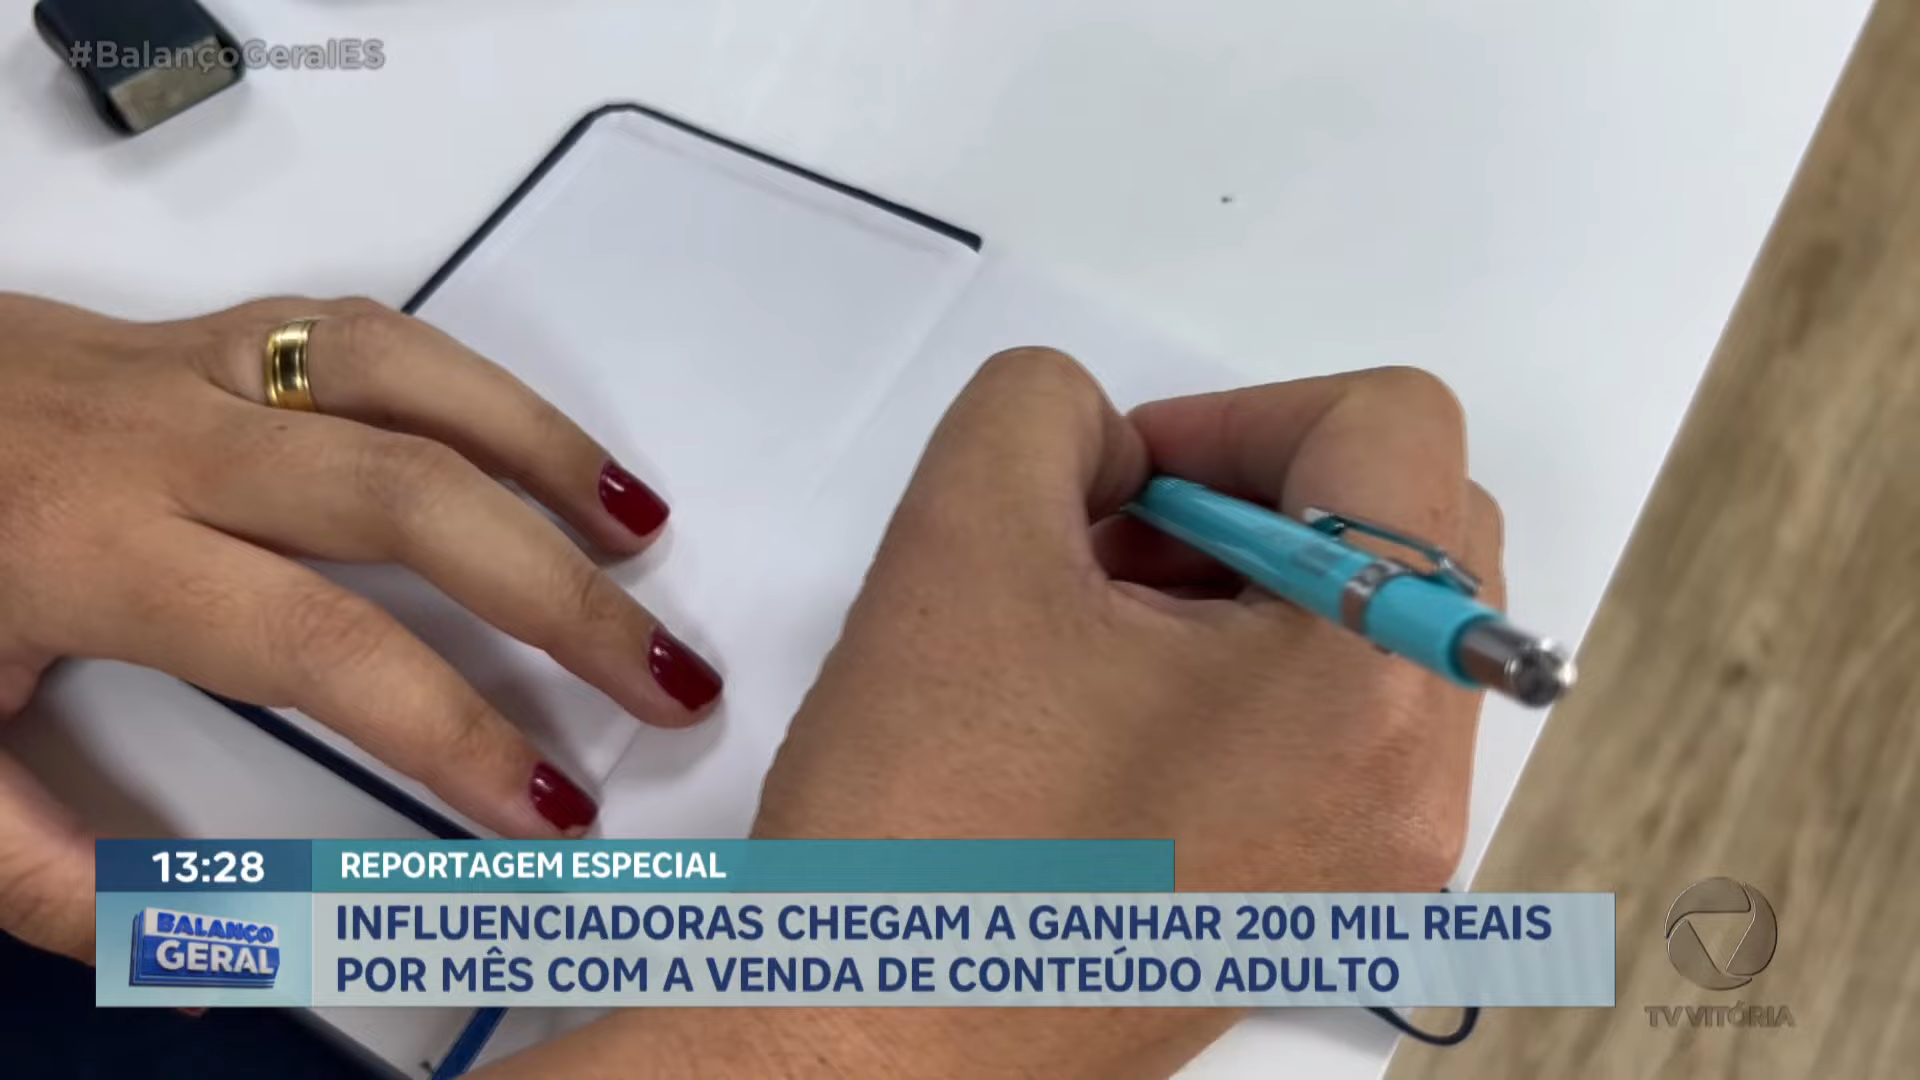 #BalançoGeralES
13:28
REPORTAGEM ESPECIAL
BALANÇO
GERAL
INFLUENCIADORAS CHEGAM A GANHAR 200 MIL REAIS
POR MÊS COM A VENDA DE CONTEÚDO ADULTO
TV VITÓRIA